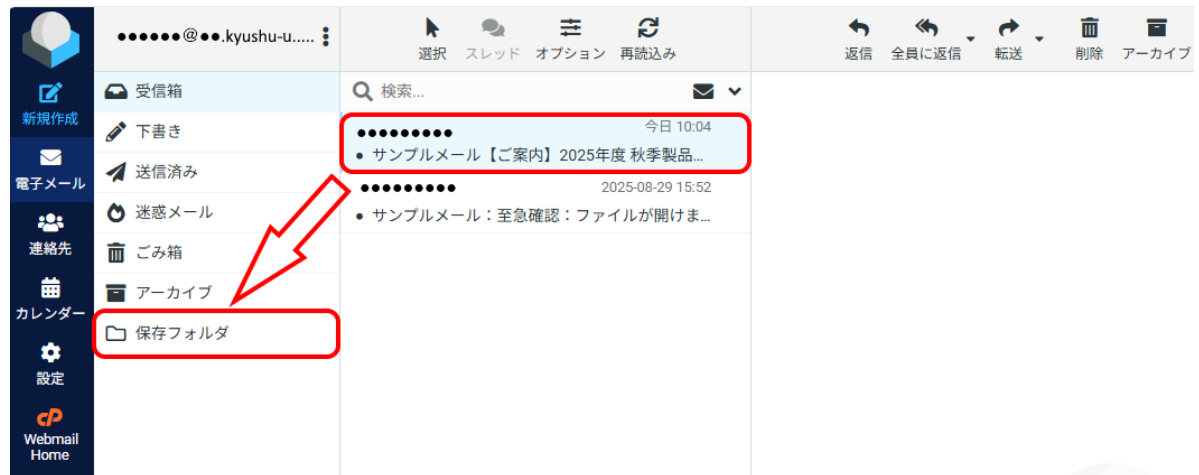 ●●●●●●@●●.kyushu-u.....
選択 スレッド オプション 再読込み
返信 全員に返信 転送 削除 アーカイブ
新規作成
電子メール
連絡先
カレンダー
設定
cP
Webmail
Home
受信箱
下書き
送信済み
迷惑メール
ごみ箱
アーカイブ
保存フォルダ
検索...
●●●●●●●●● 今日 10:04
• サンプルメール【ご案内】2025年度 秋季製品...
●●●●●●●●● 2025-08-29 15:52
• サンプルメール：至急確認：ファイルが開けま...